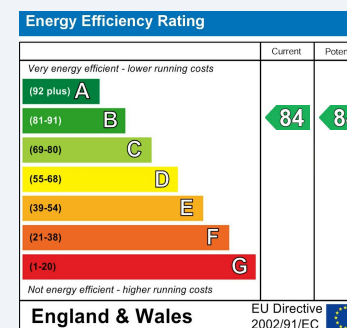 Energy Efficiency Rating
Current
Very energy efficient - lower running costs
(92 plus) A
(81-91) B
84
(69-80) C
(55-68) D
(39-54) E
(21-38) F
(1-20) G
Not energy efficient - higher running costs
England & Wales
EU Directive
2002/91/EC